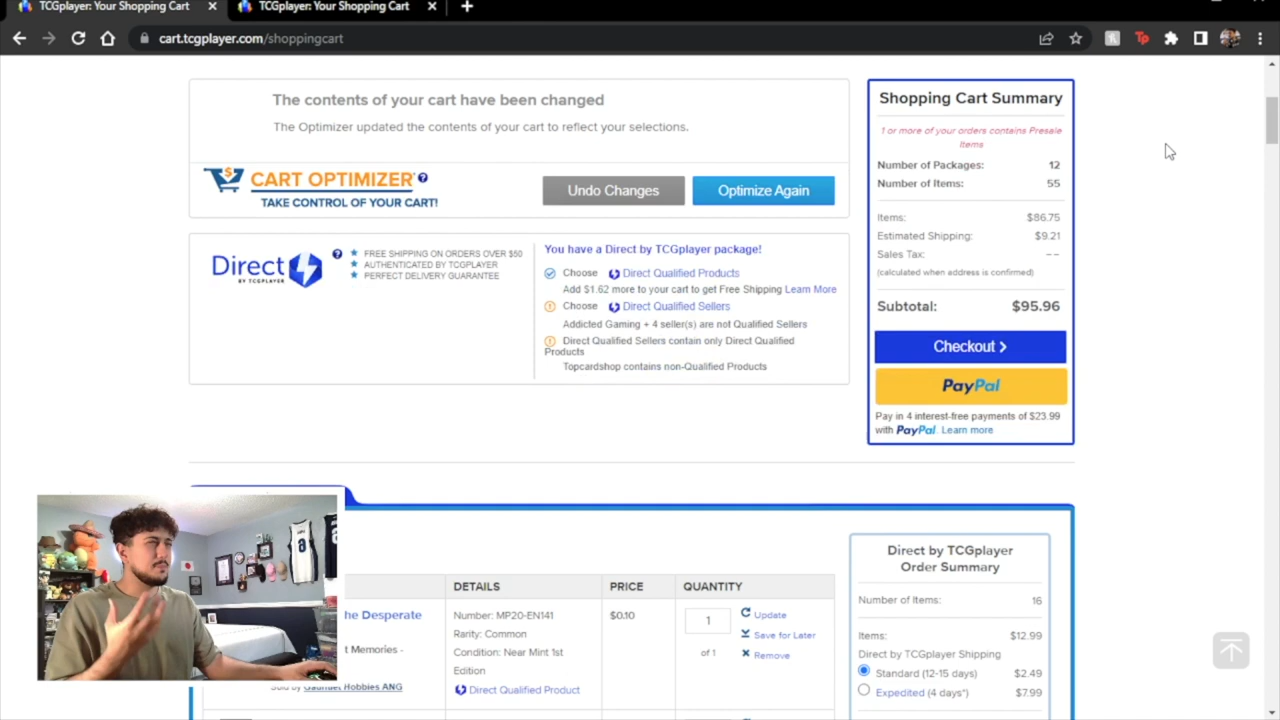 TCGplayer: Your Shopping Cart
TCGplayer: Your Shopping Cart
cart.tcgplayer.com/shoppingcart
The contents of your cart have been changed
The Optimizer updated the contents of your cart to reflect your selections.
CART OPTIMIZER
TAKE CONTROL OF YOUR CART!
Undo Changes
Optimize Again
Direct
BY TCGPLAYER
FREE SHIPPING ON ORDERS OVER $50
AUTHENTICATED BY TCGPLAYER
PERFECT DELIVERY GUARANTEE
You have a Direct by TCGplayer package!
Choose Direct Qualified Products
Add $1.62 more to your cart to get Free Shipping Learn More
Choose Direct Qualified Sellers
Addicted Gaming + 4 seller(s) are not Qualified Sellers
Direct Qualified Sellers contain only Direct Qualified
Products
Topcardshop contains non-Qualified Products
Shopping Cart Summary
1 or more of your orders contains Presale
Items
Number of Packages: 12
Number of Items: 55
Items: $86.75
Estimated Shipping: $9.21
Sales Tax: --
(calculated when address is confirmed)
Subtotal: $95.96
Checkout
PayPal
Pay in 4 interest-free payments of $23.99
with PayPal. Learn more
DETAILS
PRICE
QUANTITY
he Desperate
t Memories -
Sold by Gauntlet Hobbies ANG
Number: MP20-EN141
Rarity: Common
Condition: Near Mint 1st
Edition
Direct Qualified Product
$0.10
1
of 1
Update
Save for Later
Remove
Direct by TCGplayer
Order Summary
Number of Items: 16
Items: $12.99
Direct by TCGplayer Shipping
Standard (12-15 days) $2.49
Expedited (4 days*) $7.99